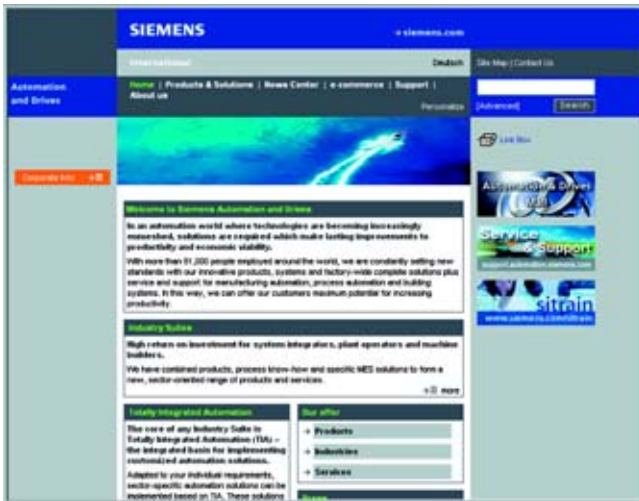 SIEMENS
siemens.com
International
Deutsch
Site Map | Contact Us
Automation
and Drives
Home | Products & Solutions | News Center | e-commerce | Support |
About us
Personalize
[Advanced]
Search
Link Box
Corporate Info
Automation & Drives
Mall
Service
& Support
support.automation.siemens.com
sitrain
www.siemens.com/sitrain
Welcome to Siemens Automation and Drives
In an automation world where technologies are becoming increasingly
enmeshed, solutions are required which make lasting improvements to
productivity and economic viability.
With more than 51,000 people employed around the world, we are constantly setting new
standards with our innovative products, systems and factory-wide complete solutions plus
service and support for manufacturing automation, process automation and building
systems. In this way, we can offer our customers maximum potential for increasing
productivity.
Industry Suites
High return on investment for system integrators, plant operators and machine
builders.
We have combined products, process know-how and specific MES solutions to form a
new, sector-oriented range of products and services.
more
Totally Integrated Automation
The core of any Industry Suite is
Totally Integrated Automation (TIA) –
the integrated basis for implementing
customized automation solutions.
Adapted to your individual requirements,
sector-specific automation solutions can be
implemented based on TIA. These solutions
Our offer
Products
Industries
Services